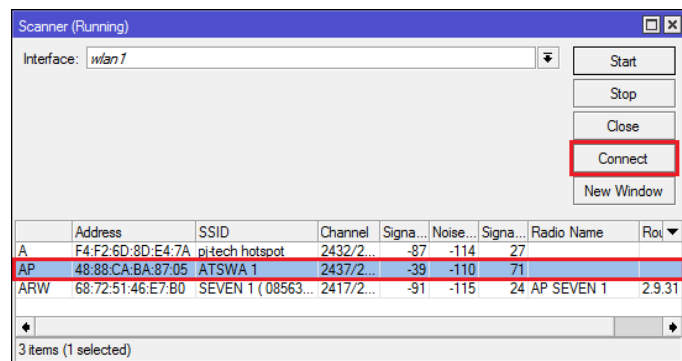 Scanner (Running)
Interface: wlan1
Start
Stop
Close
Connect
New Window
Address SSID Channel Signa... Noise... Signa... Radio Name Rou
A F4:F2:6D:8D:E4:7A pj-tech hotspot 2432/2... -87 -114 27
AP 48:88:CA:BA:87:05 ATSWA 1 2437/2... -39 -110 71
ARW 68:72:51:46:E7:B0 SEVEN 1 ( 08563... 2417/2... -91 -115 24 AP SEVEN 1 2.9.31
3 items (1 selected)